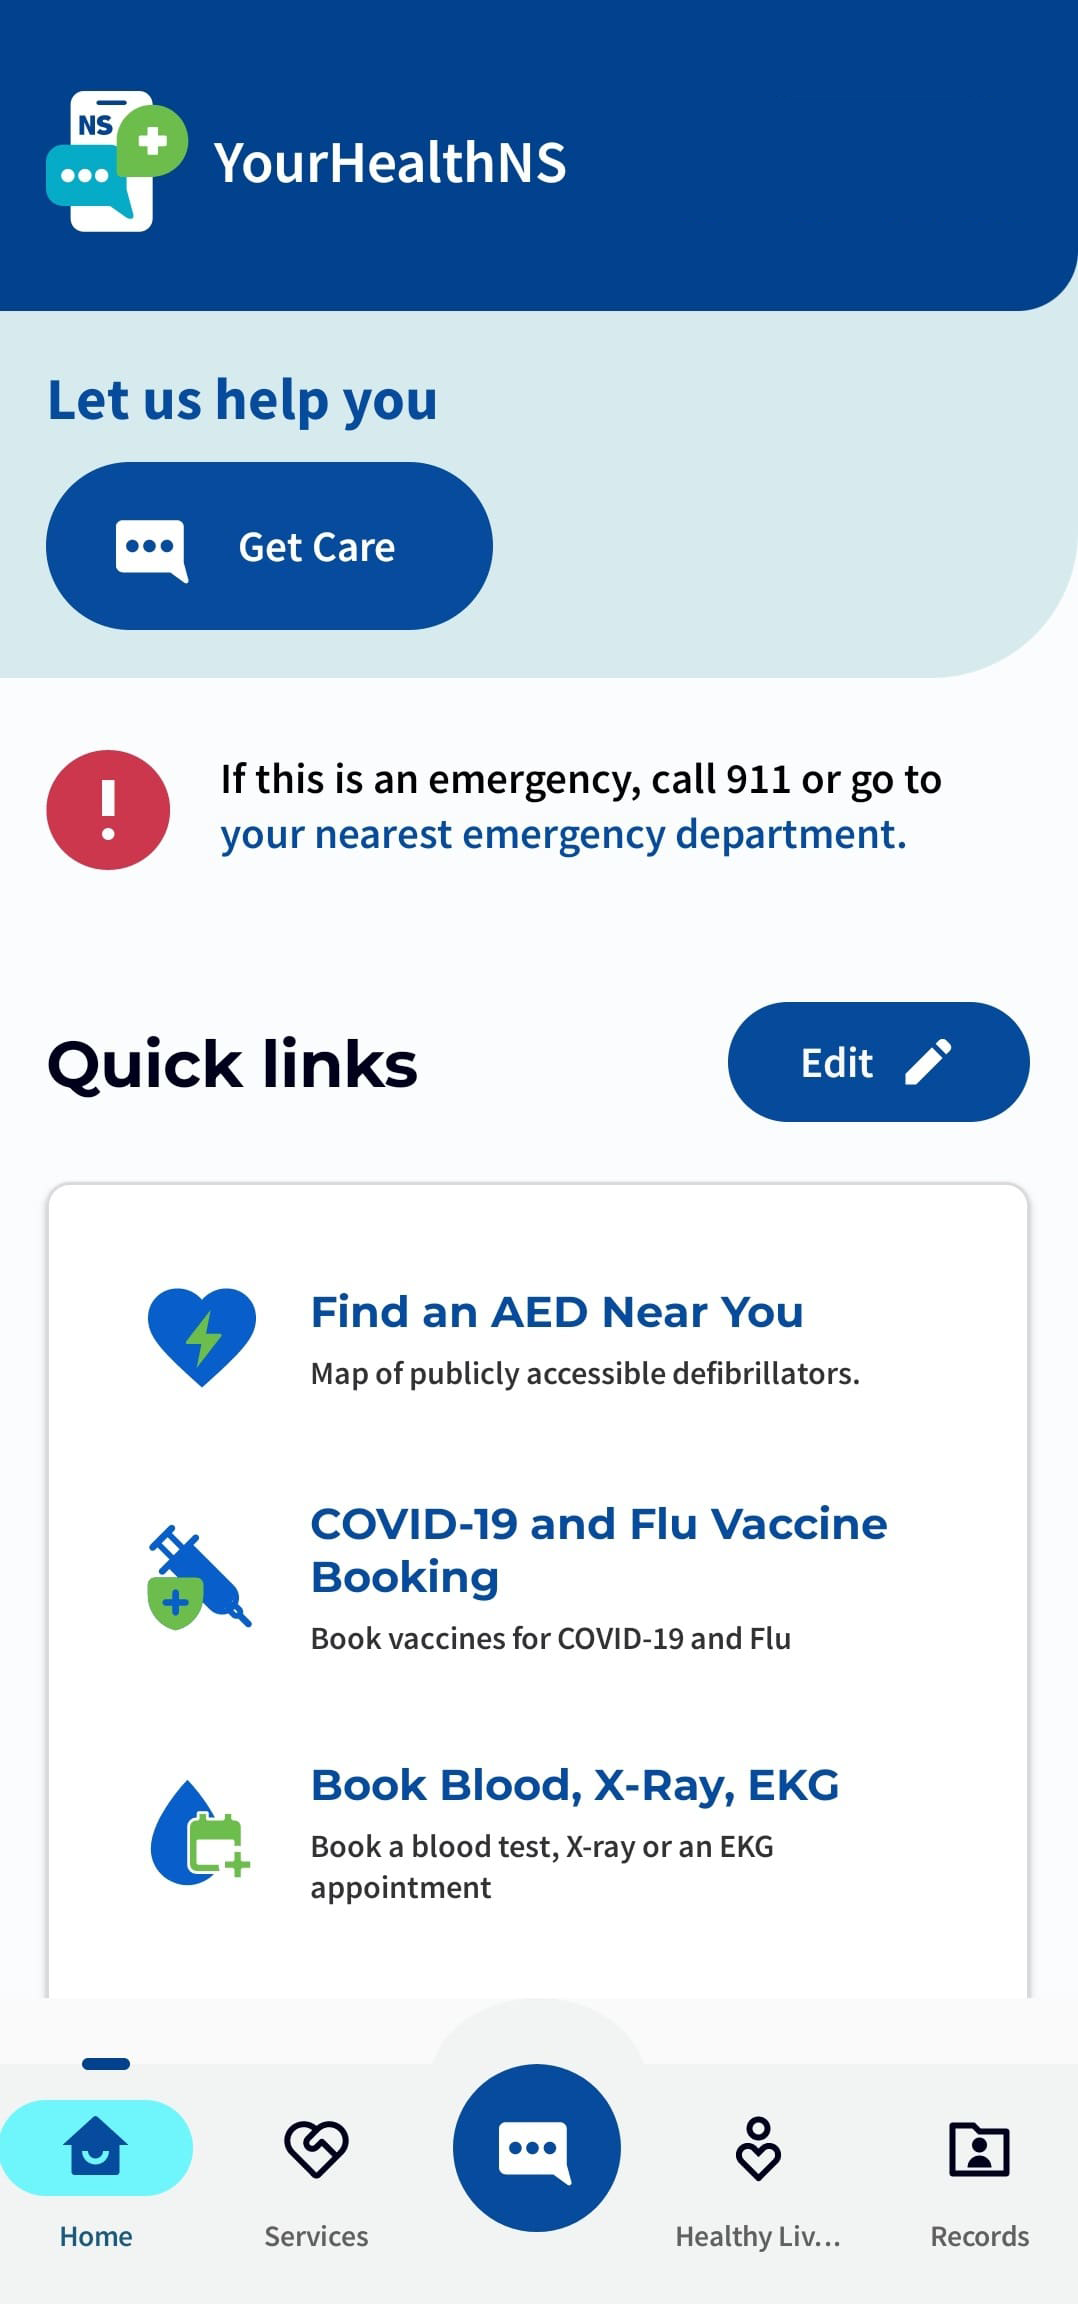 NS
YourHealthNS
Let us help you
Get Care
If this is an emergency, call 911 or go to
your nearest emergency department.
Quick links
Edit
Find an AED Near You
Map of publicly accessible defibrillators.
COVID-19 and Flu Vaccine
Booking
Book vaccines for COVID-19 and Flu
Book Blood, X-Ray, EKG
Book a blood test, X-ray or an EKG
appointment
Home
Services
Healthy Liv...
Records